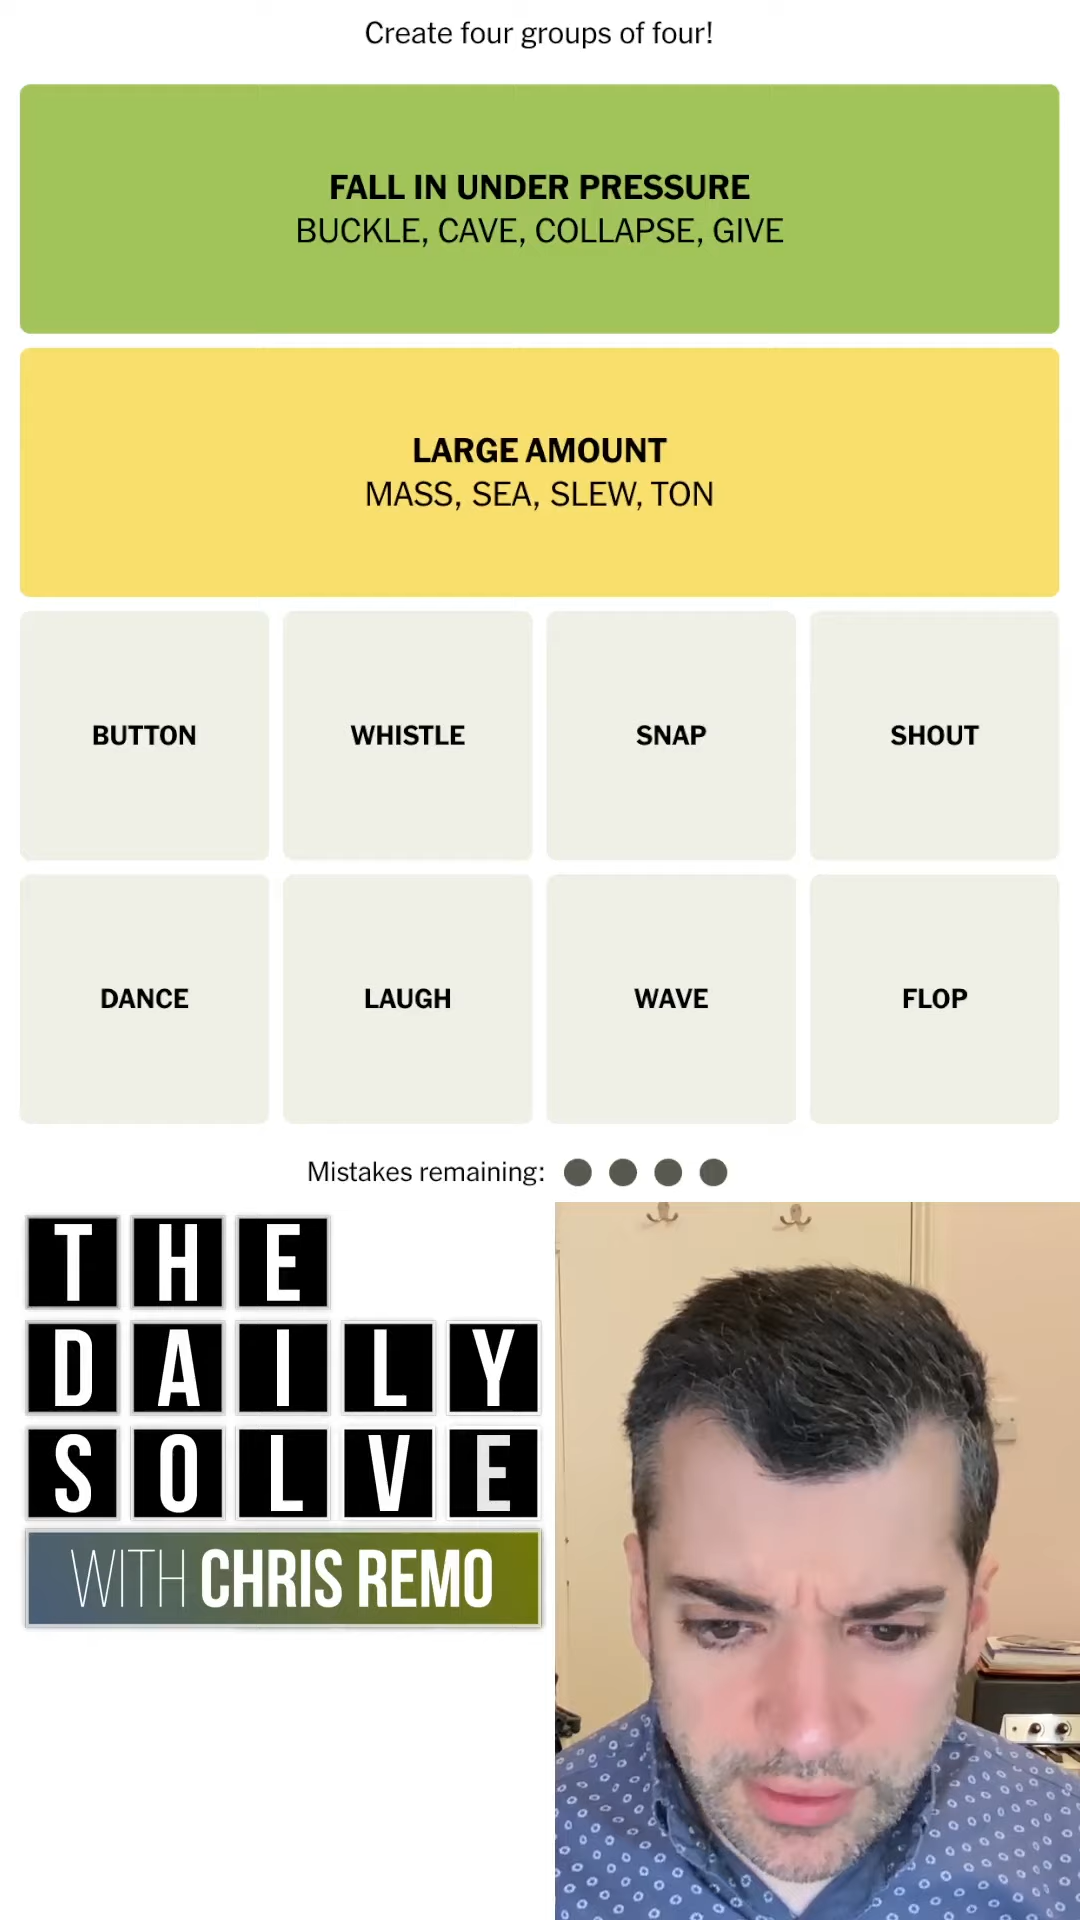 Create four groups of four!
FALL IN UNDER PRESSURE
BUCKLE, CAVE, COLLAPSE, GIVE
LARGE AMOUNT
MASS, SEA, SLEW, TON
BUTTON WHISTLE SNAP SHOUT
DANCE LAUGH WAVE FLOP
Mistakes remaining:
THE
DAILY
SOLVE
WITH CHRIS REMO